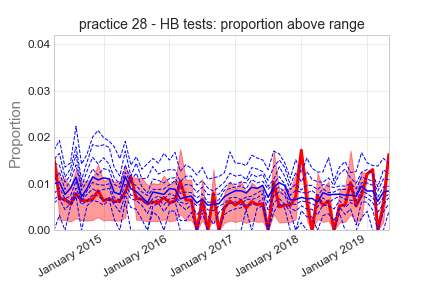 practice 28 - HB tests: proportion above range
Proportion
0.04
0.03
0.02
0.01
0.00
January 2015
January 2016
January 2017
January 2018
January 2019